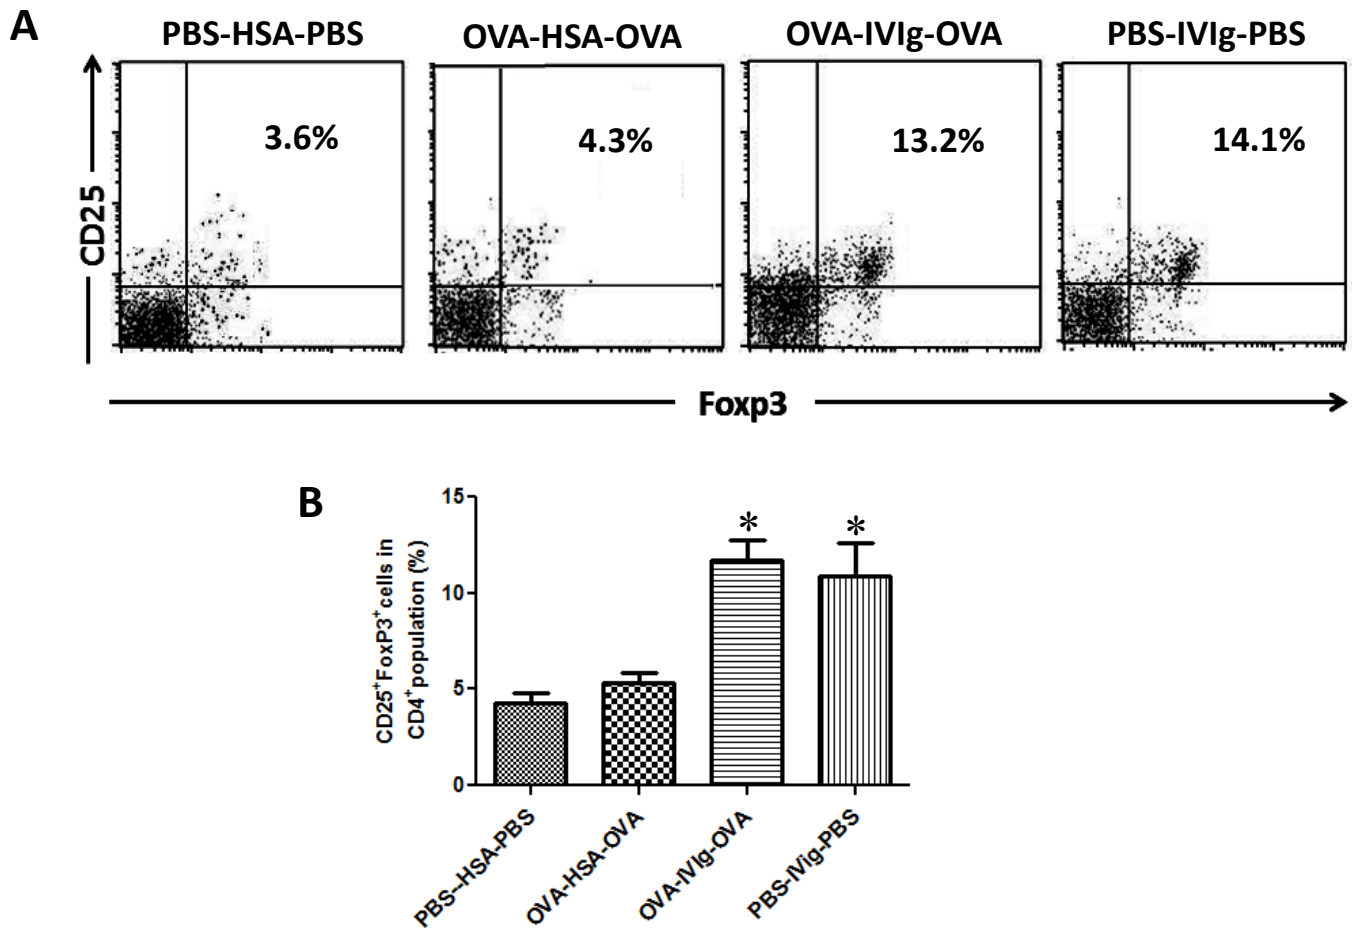 A
PBS-HSA-PBS
OVA-HSA-OVA
OVA-IVIg-OVA
PBS-IVIg-PBS
3.6%
4.3%
13.2%
14.1%
CD25
Foxp3
B
CD25⁺FoxP3⁺cells in
CD4⁺population (%)
15
10
5
0
*
*
PBS--HSA-PBS
OVA-HSA-OVA
OVA-IVIg-OVA
PBS-IVig-PBS